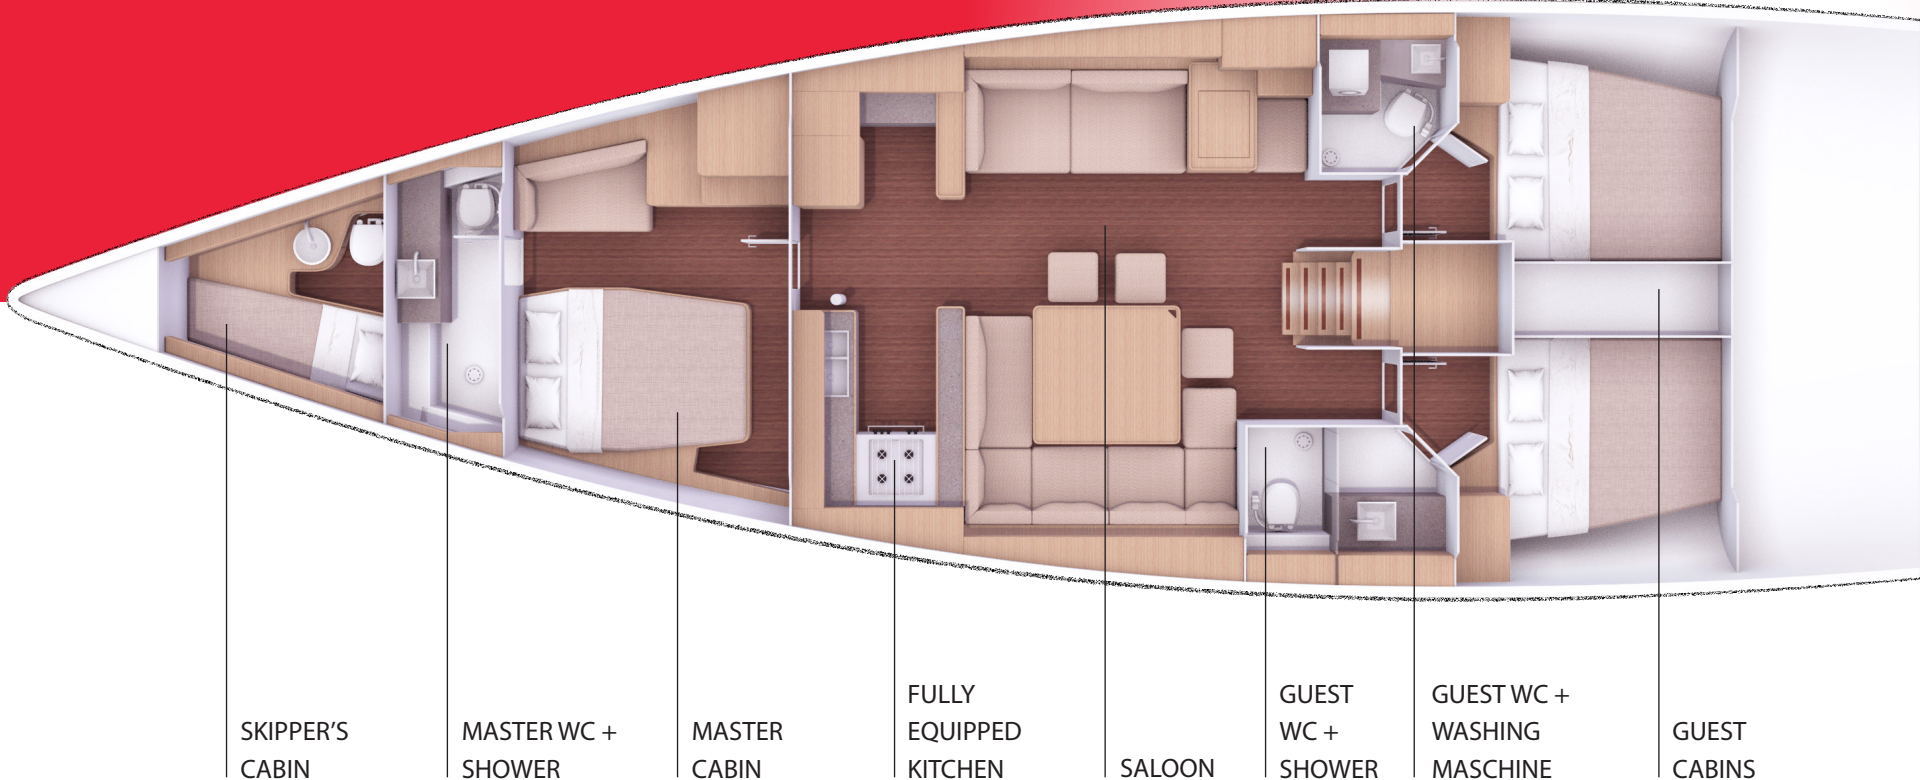 SKIPPER'S
CABIN
MASTER WC +
SHOWER
MASTER
CABIN
FULLY
EQUIPPED
KITCHEN
SALOON
GUEST
WC +
SHOWER
GUEST WC +
WASHING
MASCHINE
GUEST
CABINS